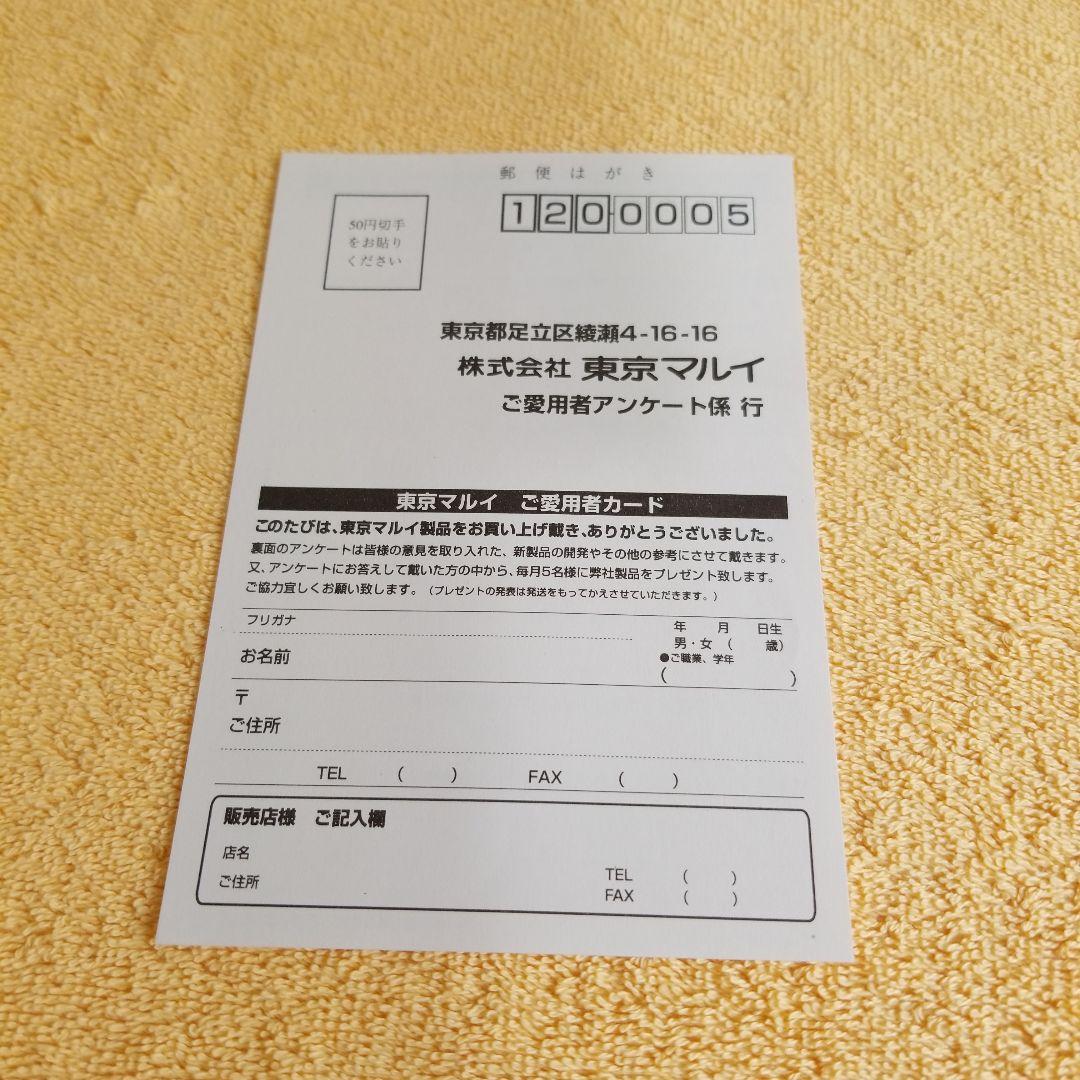 郵便はがき
50円切手
をお貼り
ください
120-0005
東京都足立区綾瀬4-16-16
株式会社 東京マルイ
ご愛用者アンケート係 行
東京マルイ ご愛用者カード
このたびは、東京マルイ製品をお買い上げ戴き、ありがとうございました。
裏面のアンケートは皆様の意見を取り入れた、新製品の開発やその他の参考にさせて戴きます。
又、アンケートにお答えして戴いた方の中から、毎月5名様に弊社製品をプレゼント致します。
ご協力宜しくお願い致します。（プレゼントの発表は発送をもってかえさせていただきます。）
フリガナ
年 月 日生
男・女 ( 歳)
お名前
●ご職業、学年
( )
〒
ご住所
TEL ( ) FAX ( )
販売店様 ご記入欄
店名
ご住所
TEL ( )
FAX ( )